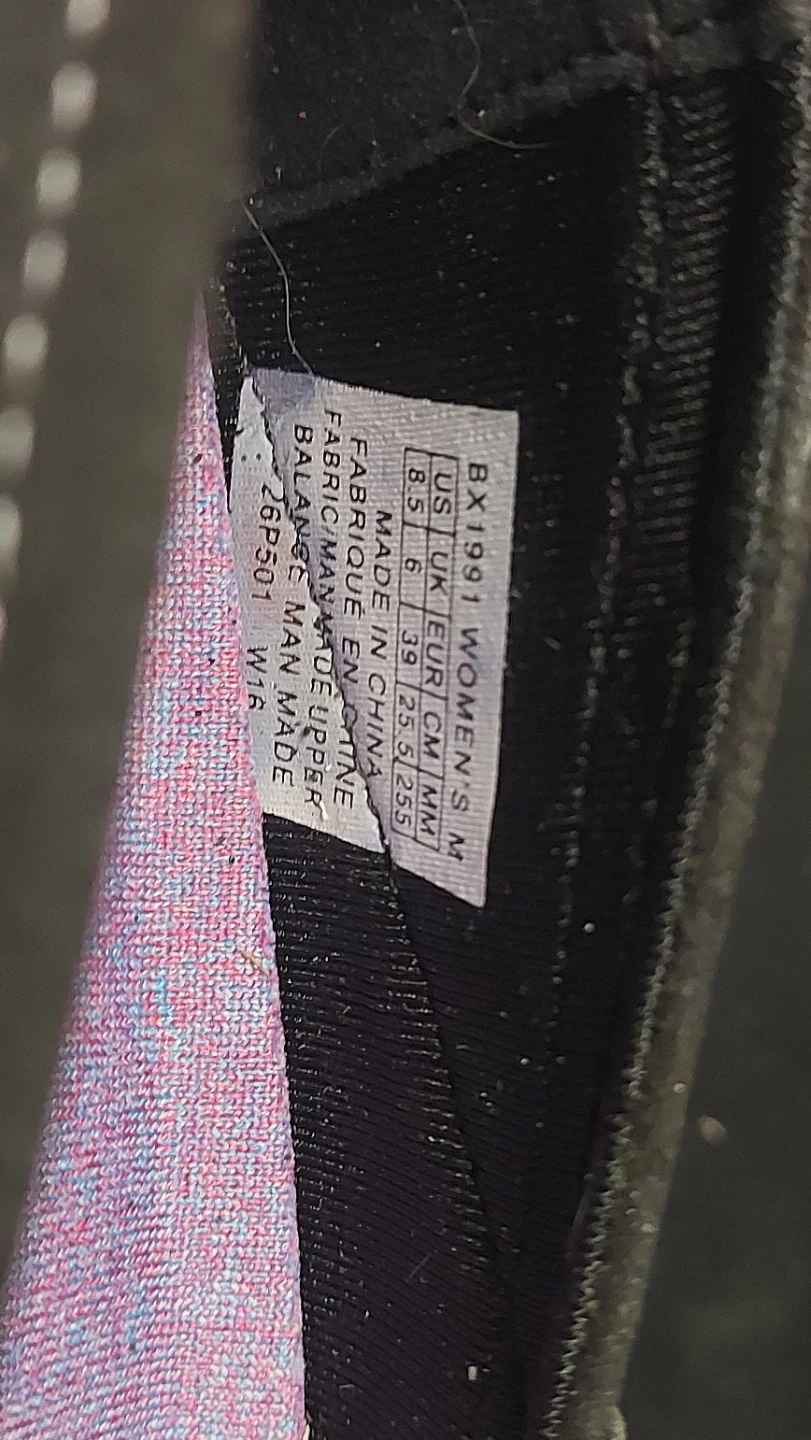 BX1991 WOMEN'S M
US UK EUR CM MM
8.5 6 39 25.5 255
MADE IN CHINA
FABRIQUÉ EN CHINE
FABRIC/MAN MADE UPPER
BALANCE MAN MADE
: 26P501 W16